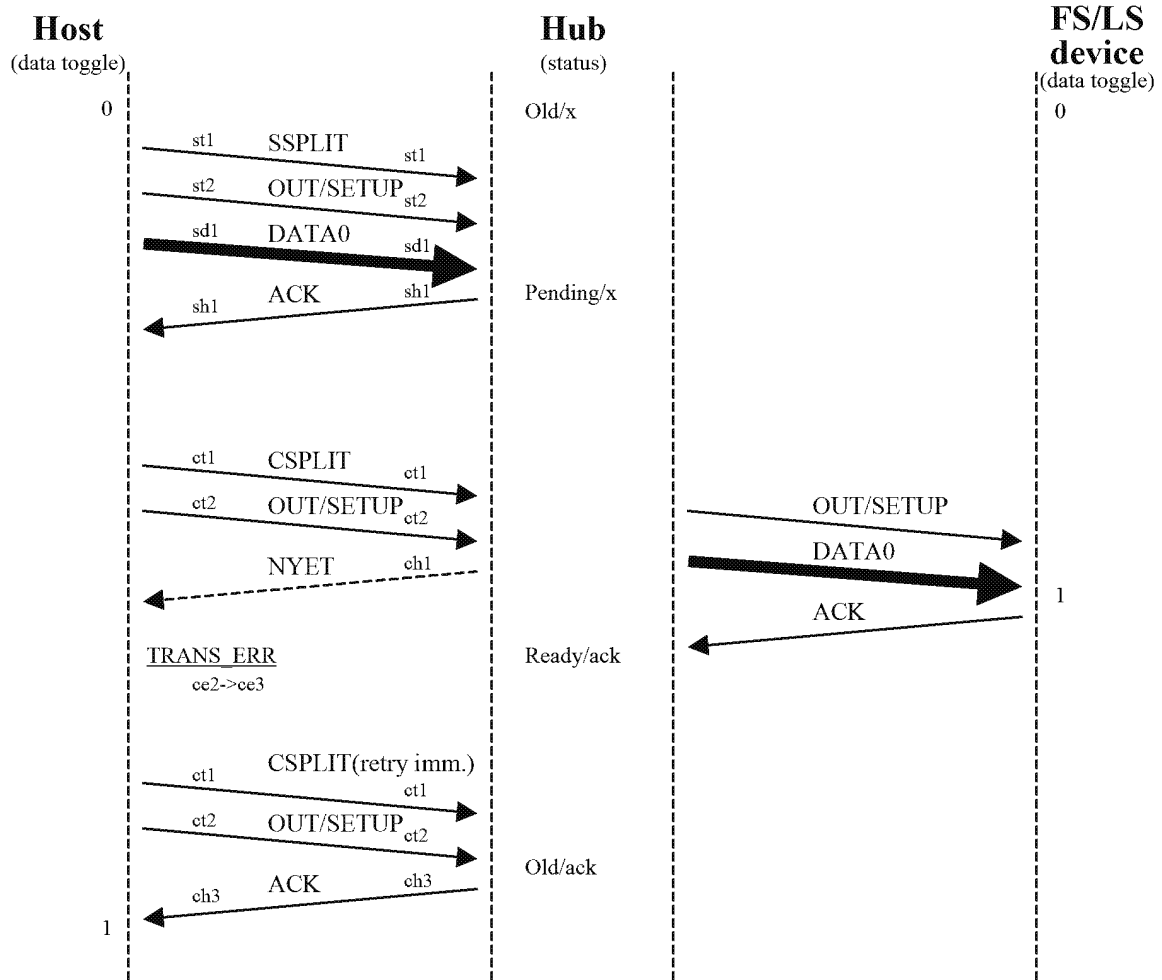 Host
(data toggle)
Hub
(status)
FS/LS
device
(data toggle)
0
Old/x
0
st1 SSPLIT st1
st2 OUT/SETUP st2
sd1 DATA0 sd1
sh1 ACK sh1
Pending/x
ct1 CSPLIT ct1
ct2 OUT/SETUP ct2
NYET ch1
OUT/SETUP
DATA0
1
ACK
TRANS_ERR
ce2->ce3
Ready/ack
CSPLIT(retry imm.)
ct1 ct1
ct2 OUT/SETUP ct2
Old/ack
ch3 ACK ch3
1